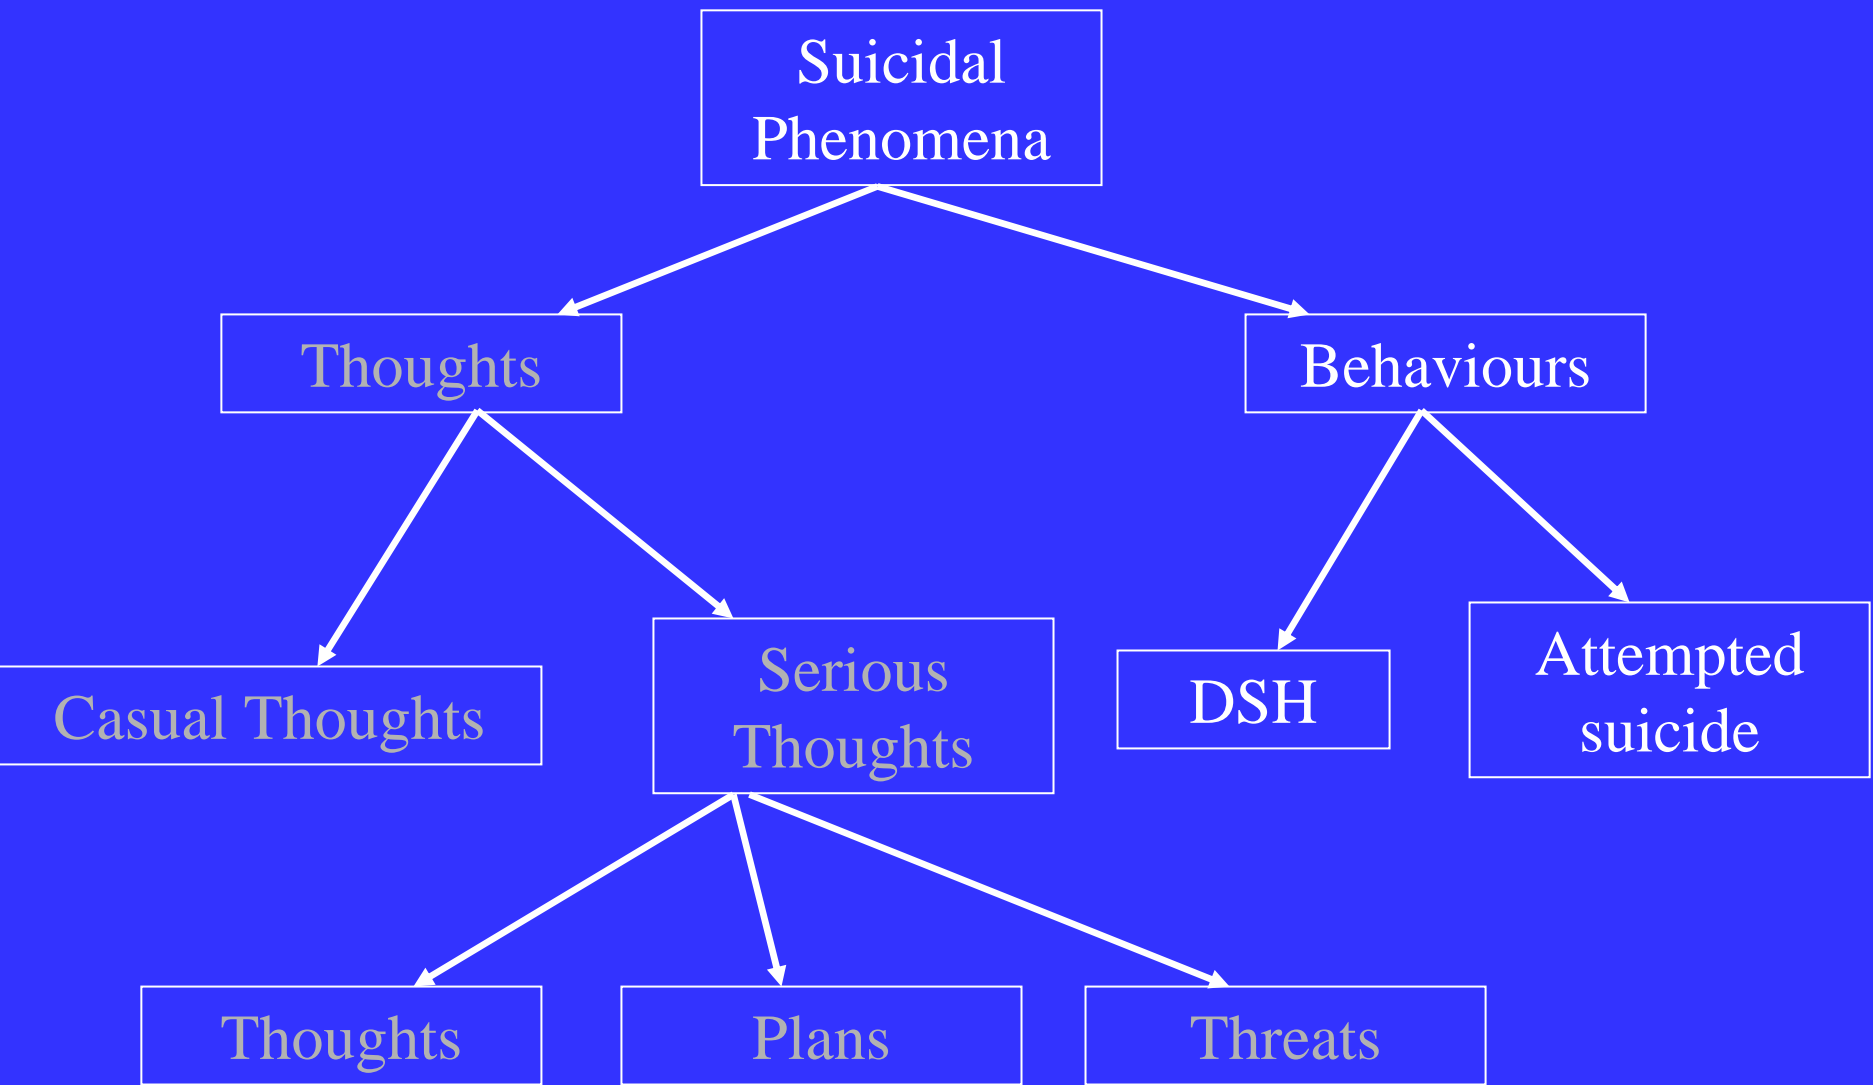 Suicidal
Phenomena
Thoughts
Behaviours
Casual Thoughts
Serious
Thoughts
DSH
Attempted
suicide
Thoughts
Plans
Threats